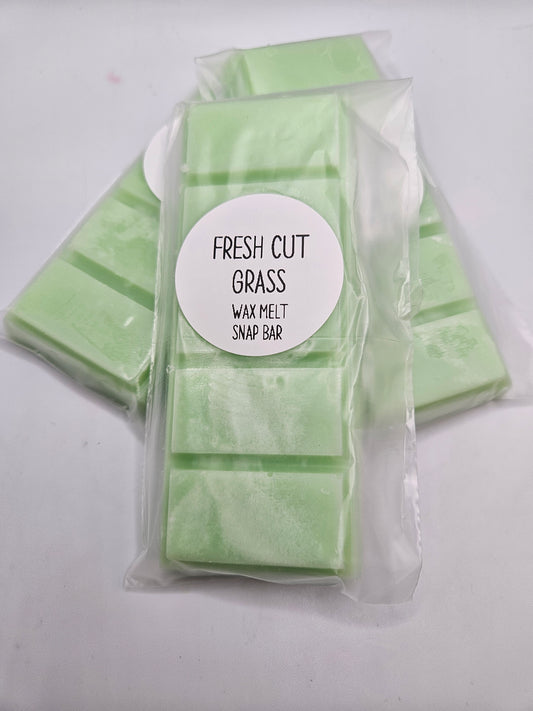 FRESH CUT
GRASS
WAX MELT
SNAP BAR